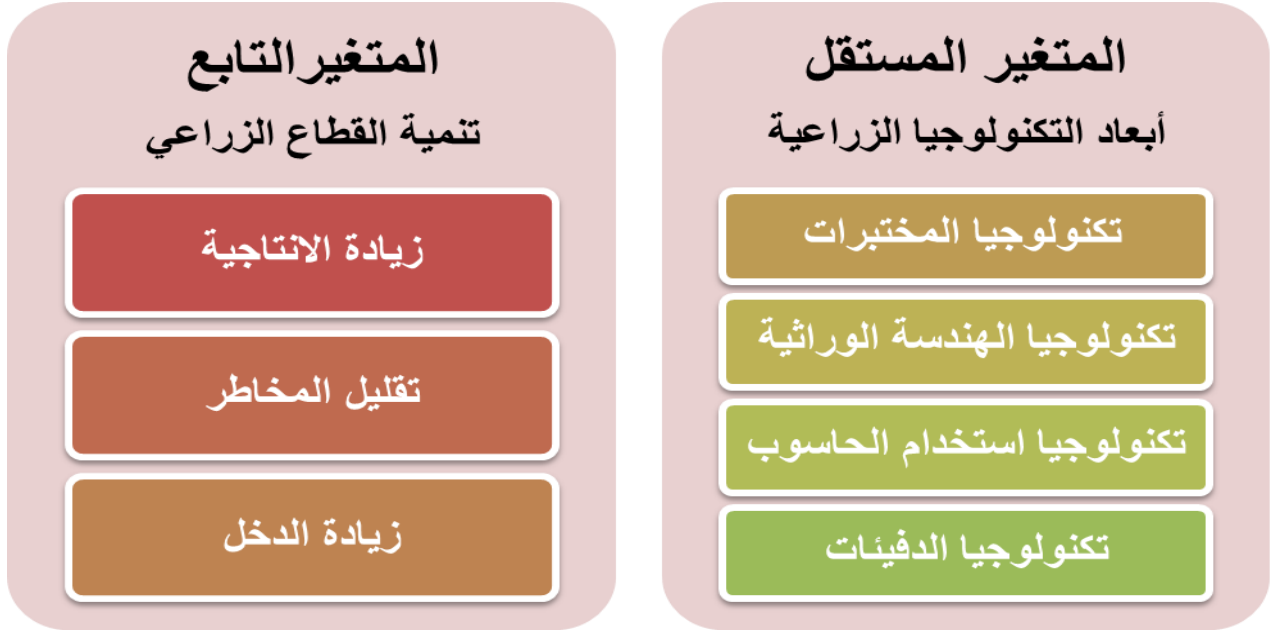 المتغير المستقل
أبعاد التكنولوجيا الزراعية
تكنولوجيا المختبرات
تكنولوجيا الهندسة الوراثية
تكنولوجيا استخدام الحاسوب
تكنولوجيا الدفيئات
المتغيرالتابع
تنمية القطاع الزراعي
زيادة الانتاجية
تقليل المخاطر
زيادة الدخل